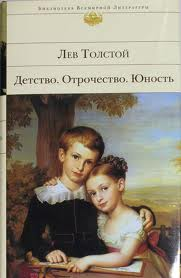 Библиотека Всемирной Литературы
Лев Толстой
Детство. Отрочество. Юность